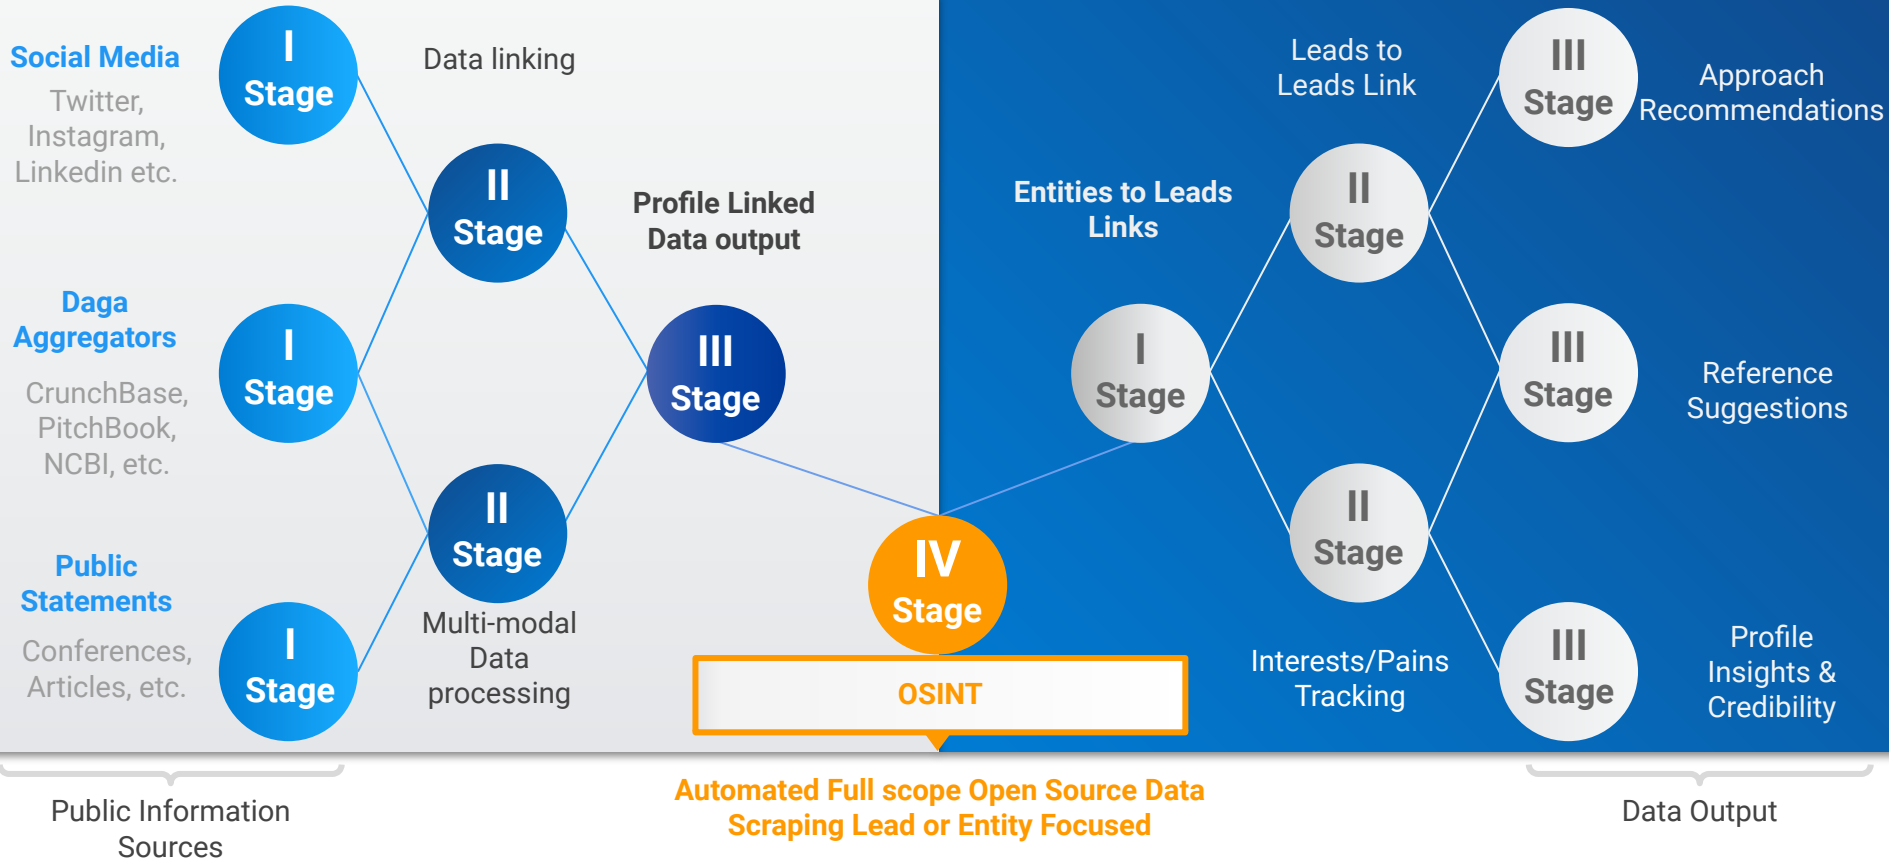 Social Media
Twitter,
Instagram,
Linkedin etc.
I
Stage
Data linking
Daga
Aggregators
CrunchBase,
PitchBook,
NCBI, etc.
I
Stage
Public
Statements
Conferences,
Articles, etc.
I
Stage
II
Stage
II
Stage
Multi-modal
Data
processing
Profile Linked
Data output
III
Stage
IV
Stage
OSINT
Entities to Leads
Links
I
Stage
Leads to
Leads Link
II
Stage
II
Stage
Interests/Pains
Tracking
III
Stage
Approach
Recommendations
III
Stage
Reference
Suggestions
III
Stage
Profile
Insights &
Credibility
Public Information
Sources
Automated Full scope Open Source Data
Scraping Lead or Entity Focused
Data Output